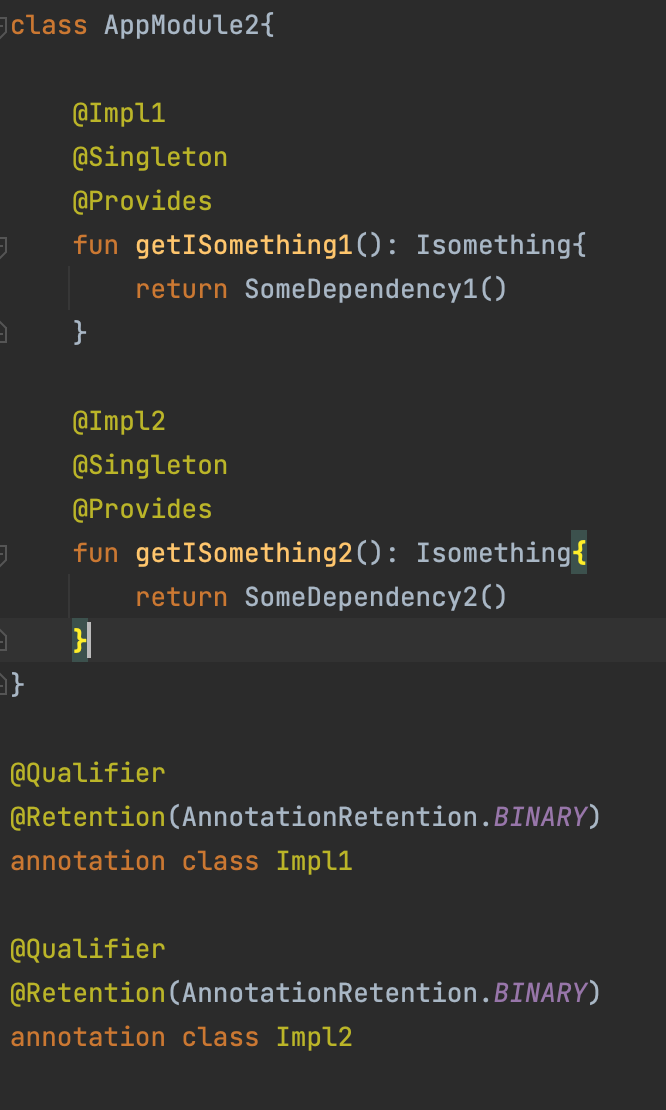 class AppModule2{
@Impl1
@Singleton
@Provides
fun getISomething1(): Isomething{
return SomeDependency1()
}
@Impl2
@Singleton
@Provides
fun getISomething2(): Isomething{
return SomeDependency2()
}
}
@Qualifier
@Retention(AnnotationRetention.BINARY)
annotation class Impl1
@Qualifier
@Retention(AnnotationRetention.BINARY)
annotation class Impl2